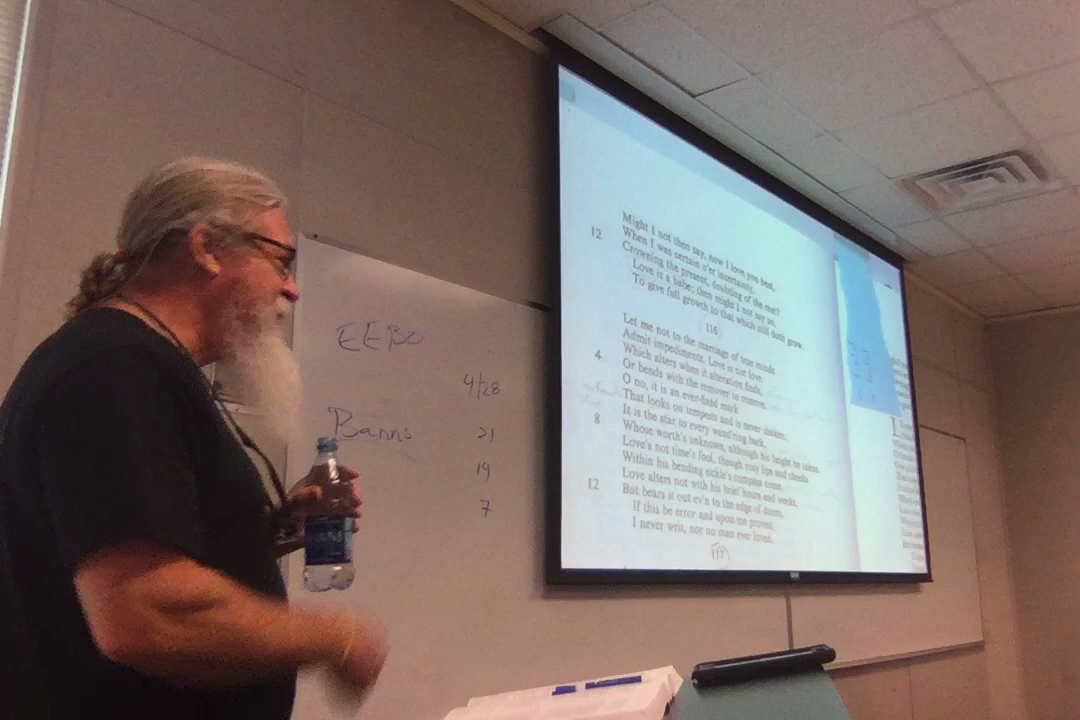 EEBO
4/28
Banns 21
19
7
Might I not then say, now I love you best,
12 When I was certain o'er incertainty,
Crowning the present, doubting of the rest?
Love is a babe; then might I not say so,
To give full growth to that which still doth grow.
116
Let me not to the marriage of true minds
Admit impediments. Love is not love
4 Which alters when it alteration finds,
Or bends with the remover to remove.
O no, it is an ever-fixèd mark
That looks on tempests and is never shaken;
8 It is the star to every wand'ring bark,
Whose worth's unknown, although his height be taken.
Love's not time's fool, though rosy lips and cheeks
Within his bending sickle's compass come.
12 Love alters not with his brief hours and weeks,
But bears it out ev'n to the edge of doom.
If this be error and upon me proved,
I never writ, nor no man ever loved.
117